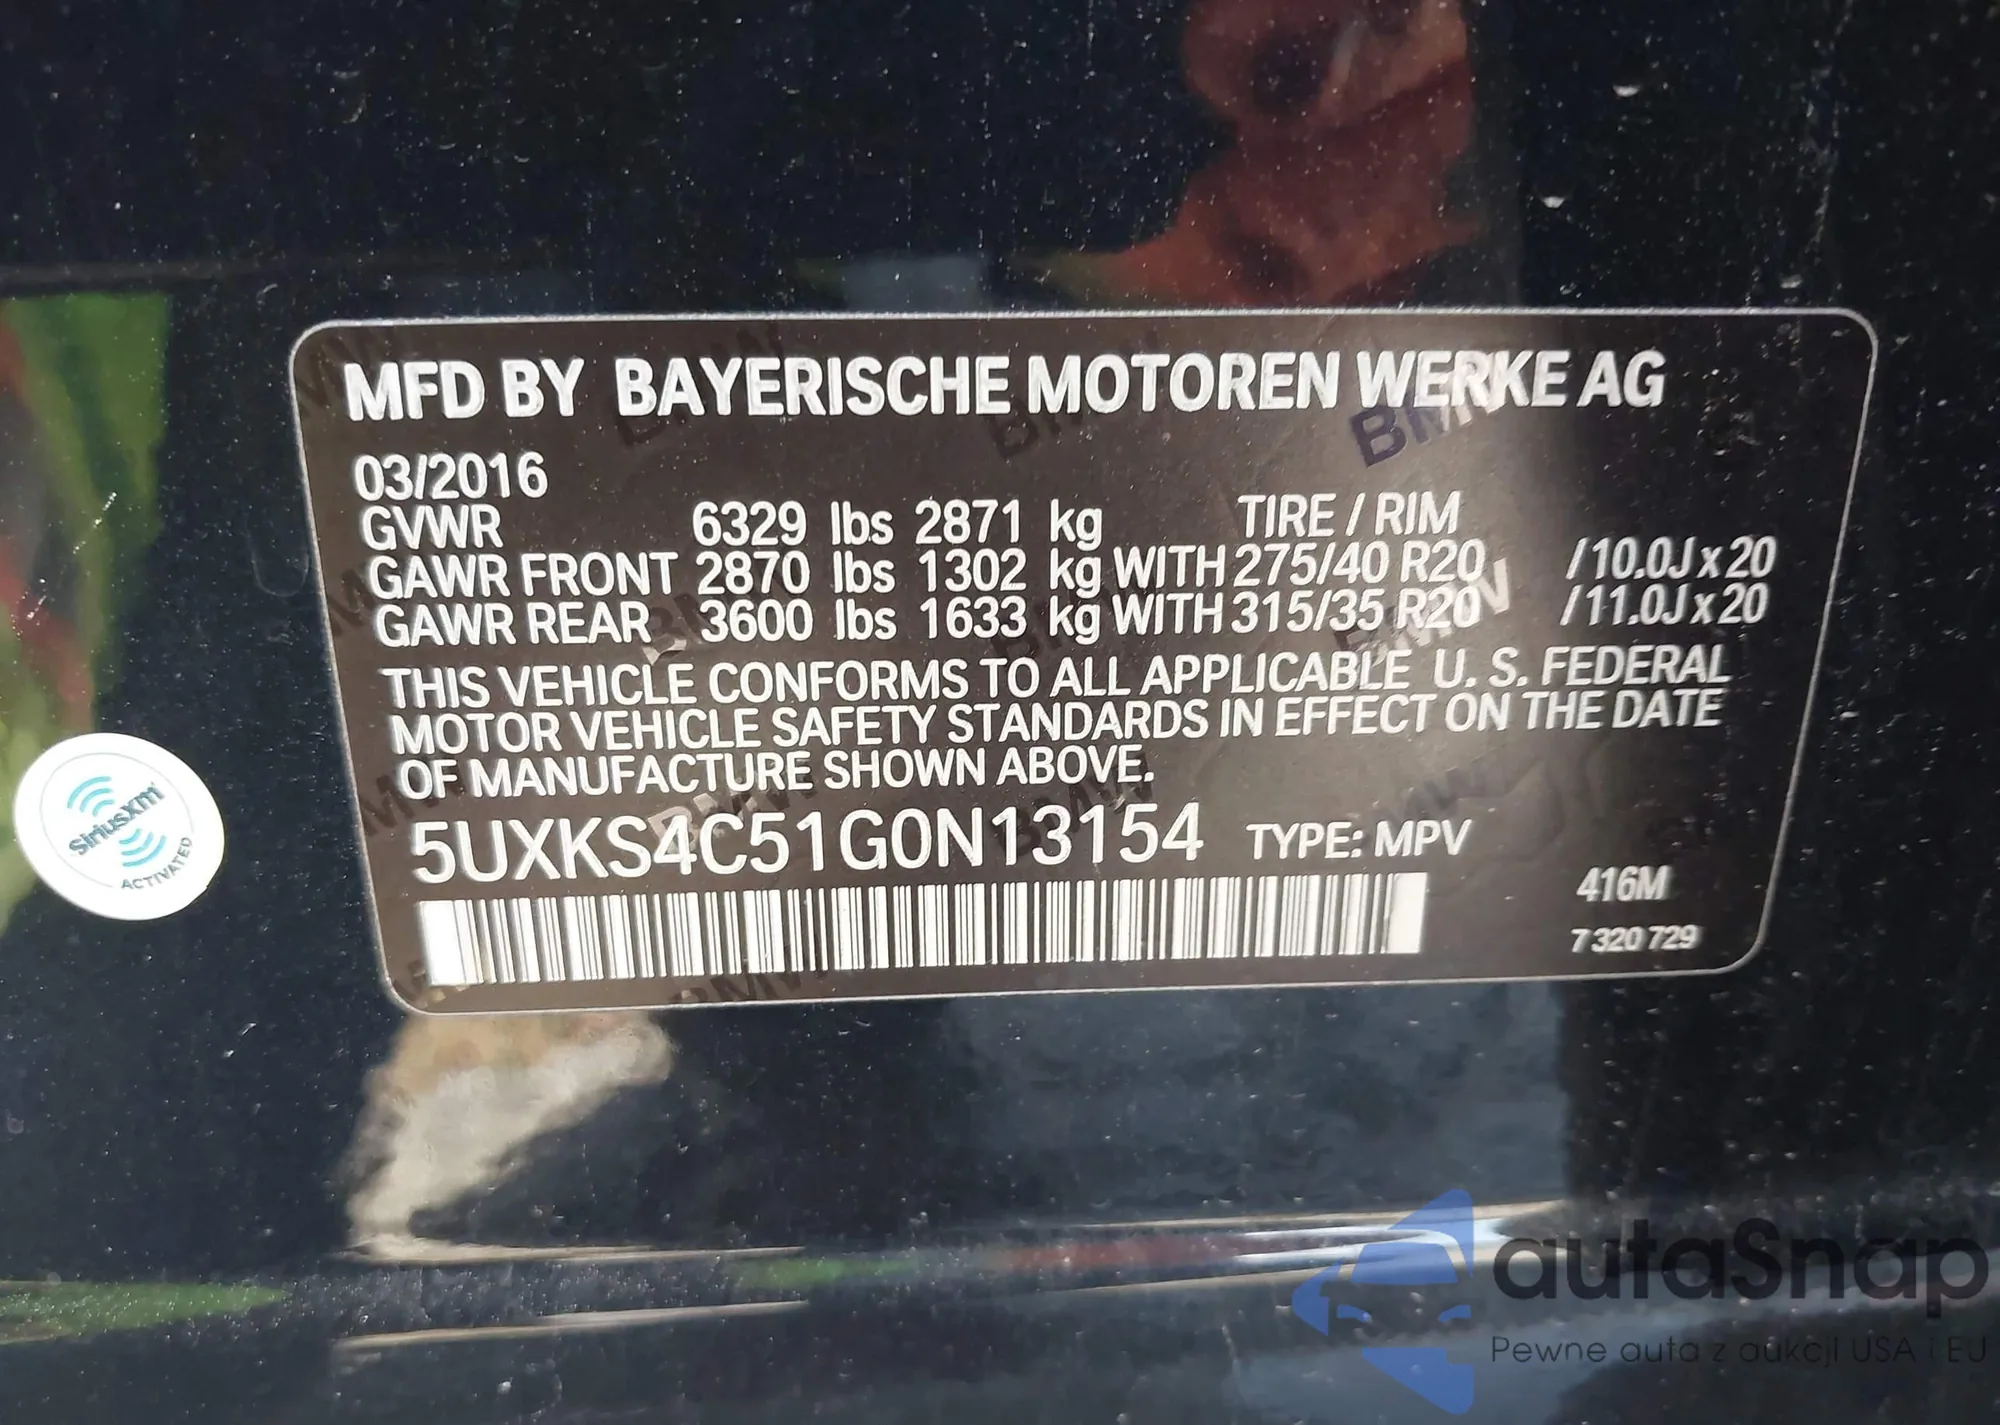 MFD BY BAYERISCHE MOTOREN WERKE AG
03/2016
GVWR 6329 lbs 2871 kg TIRE / RIM
GAWR FRONT 2870 lbs 1302 kg WITH 275/40 R20 /10.0J x 20
GAWR REAR 3600 lbs 1633 kg WITH 315/35 R20 /11.0J x 20
THIS VEHICLE CONFORMS TO ALL APPLICABLE U. S. FEDERAL
MOTOR VEHICLE SAFETY STANDARDS IN EFFECT ON THE DATE
OF MANUFACTURE SHOWN ABOVE.
5UXKS4C51G0N13154 TYPE: MPV
416M
7 320 729
SiriusXm
ACTIVATED
autaSnap
Pewne auta z aukcji USA i EU